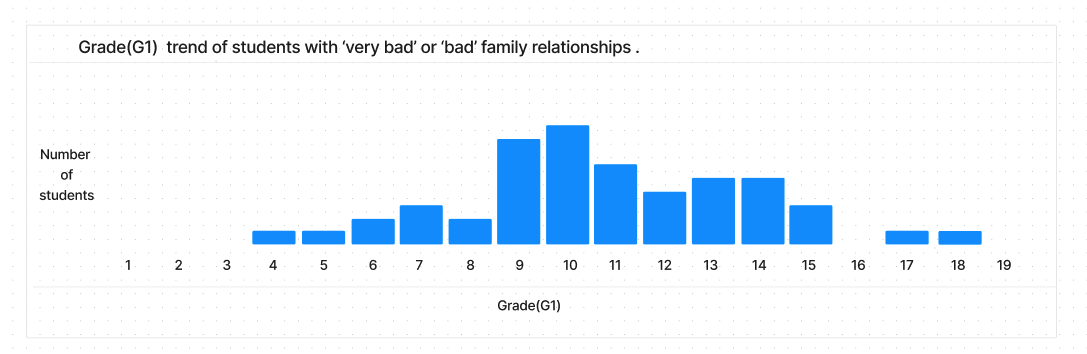 Grade(G1)  trend of students with ‘very bad’ or ‘bad’ family relationships .
Number
of
students
1 2 3 4 5 6 7 8 9 10 11 12 13 14 15 16 17 18 19
Grade(G1)